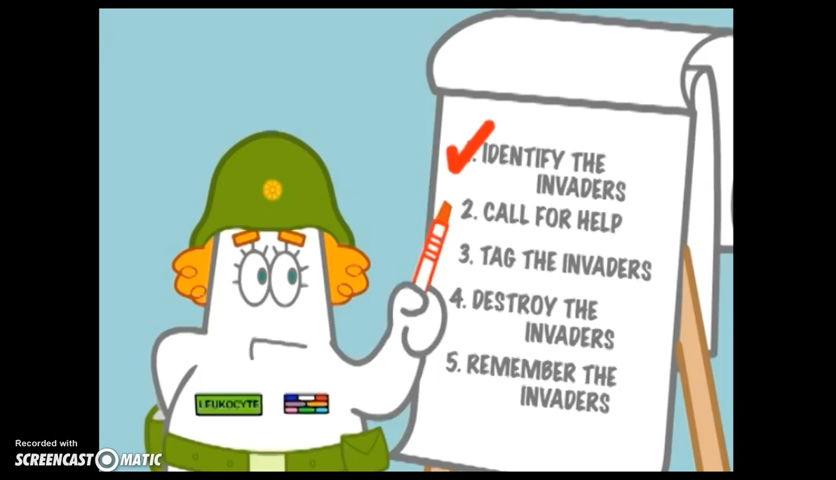 . IDENTIFY THE
INVADERS
2. CALL FOR HELP
3. TAG THE INVADERS
4. DESTROY THE
INVADERS
5. REMEMBER THE
INVADERS
LEUKOCYTE
Recorded with
SCREENCAST-O-MATIC